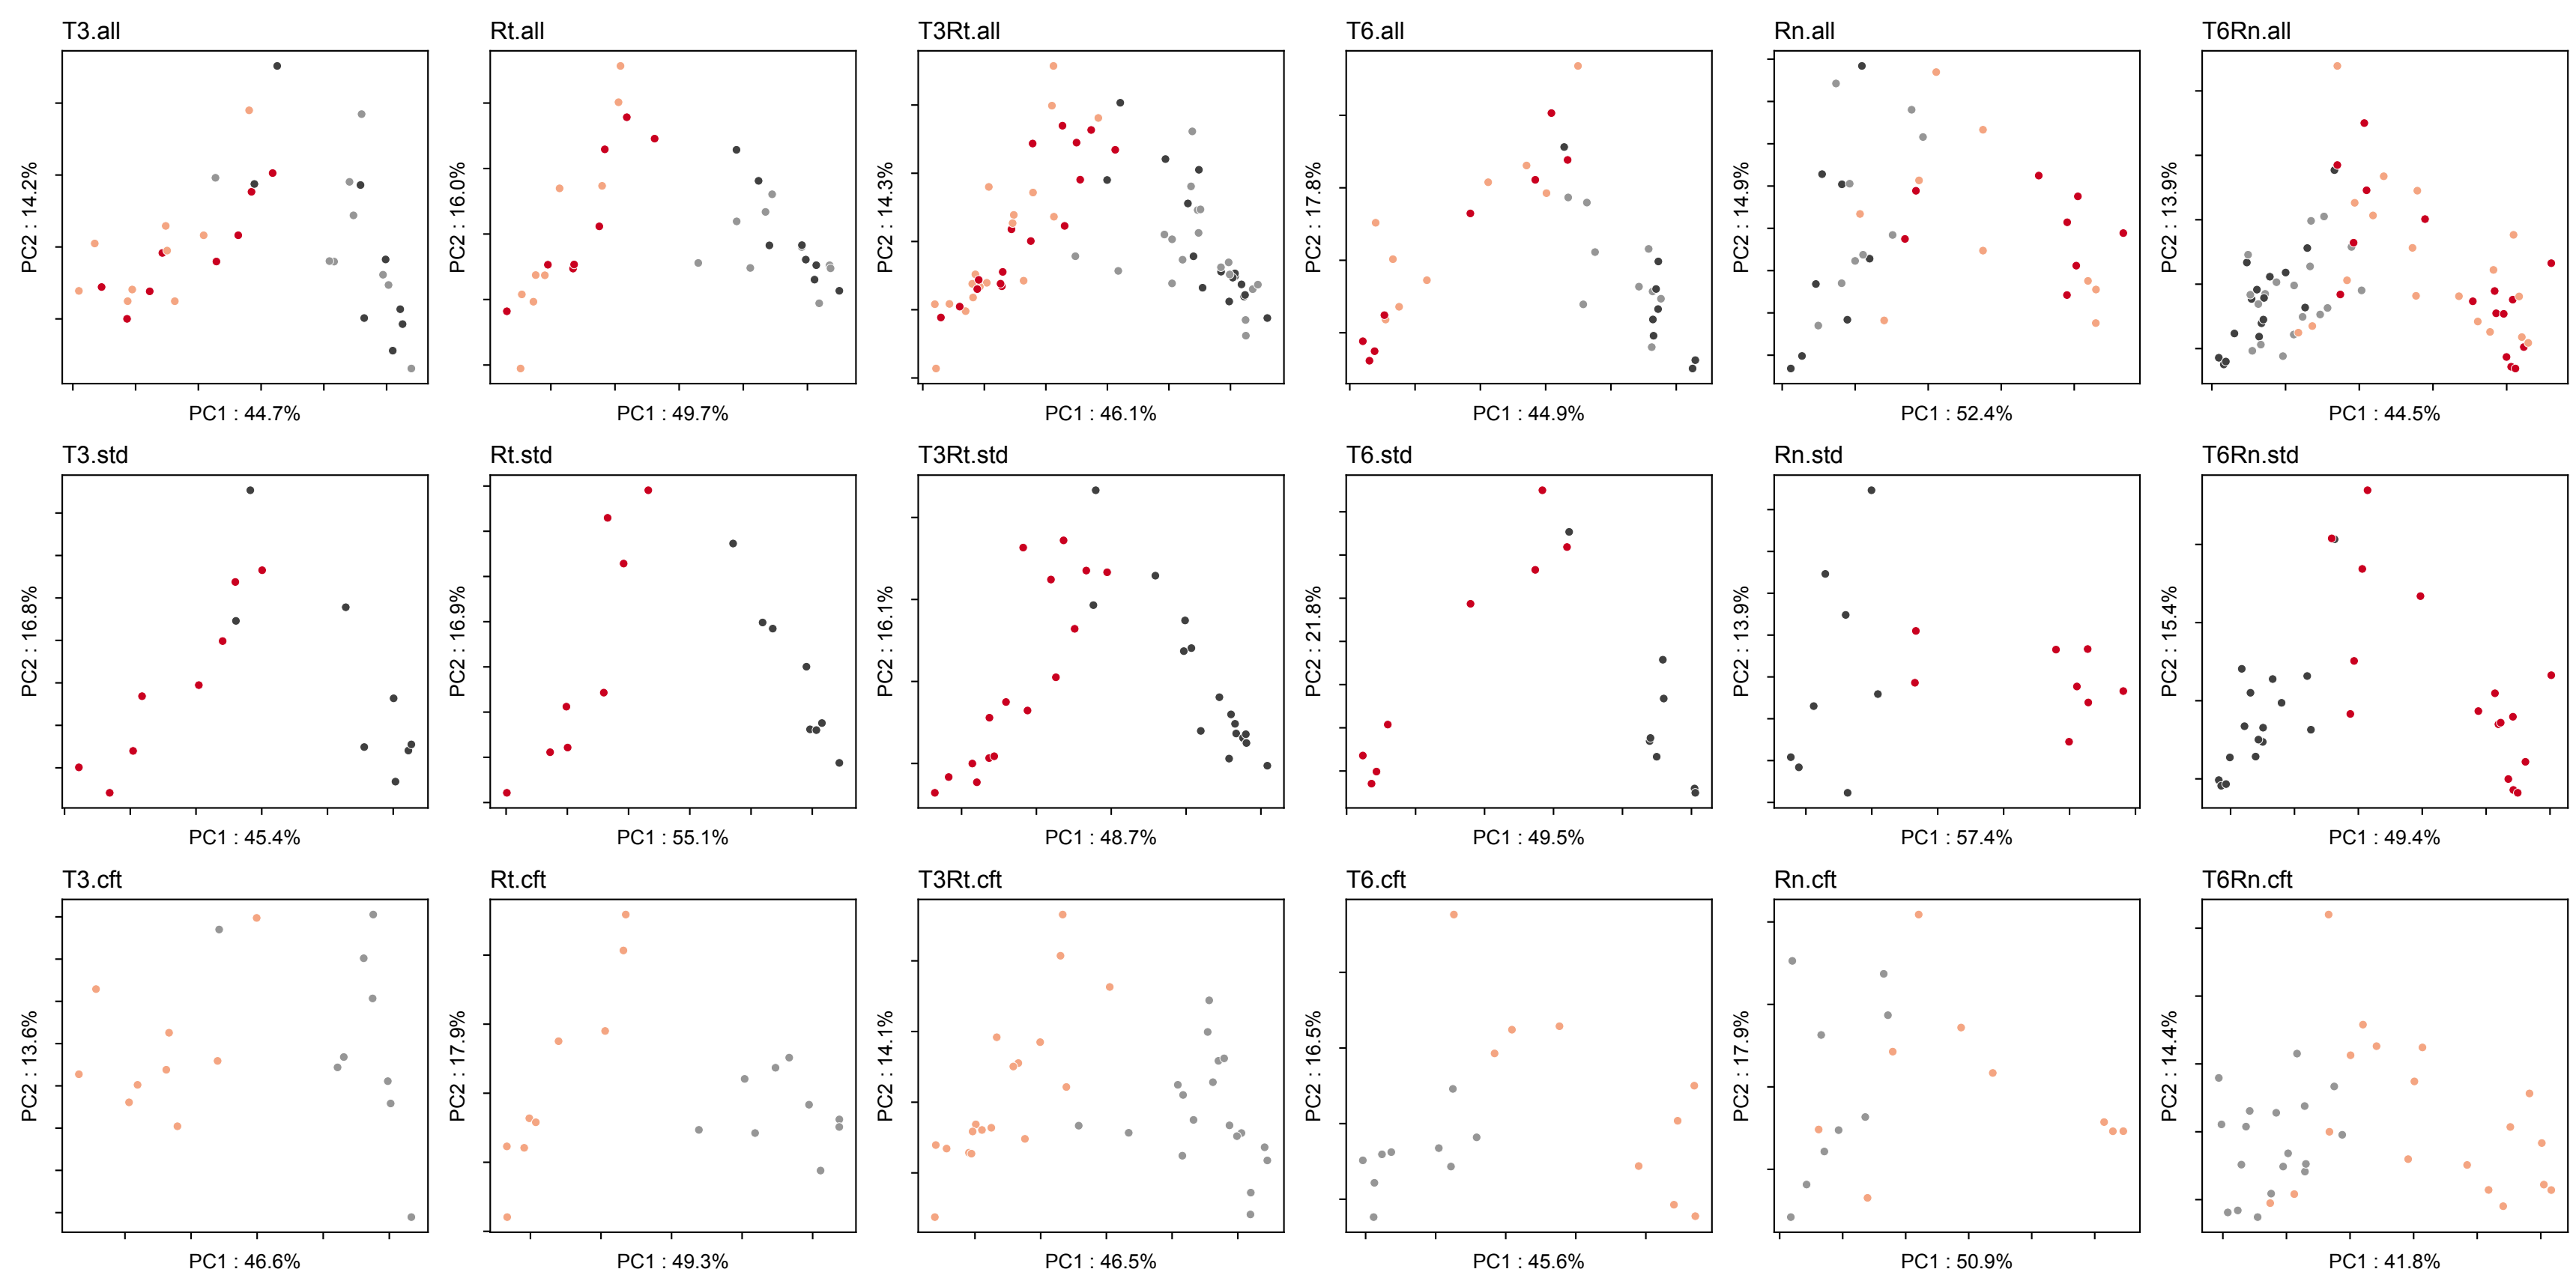 T3.all
Rt.all
T3Rt.all
T6.all
Rn.all
T6Rn.all
PC2 : 14.2%
PC2 : 16.0%
PC2 : 14.3%
PC2 : 17.8%
PC2 : 14.9%
PC2 : 13.9%
PC1 : 44.7%
PC1 : 49.7%
PC1 : 46.1%
PC1 : 44.9%
PC1 : 52.4%
PC1 : 44.5%
T3.std
Rt.std
T3Rt.std
T6.std
Rn.std
T6Rn.std
PC2 : 16.8%
PC2 : 16.9%
PC2 : 16.1%
PC2 : 21.8%
PC2 : 13.9%
PC2 : 15.4%
PC1 : 45.4%
PC1 : 55.1%
PC1 : 48.7%
PC1 : 49.5%
PC1 : 57.4%
PC1 : 49.4%
T3.cft
Rt.cft
T3Rt.cft
T6.cft
Rn.cft
T6Rn.cft
PC2 : 13.6%
PC2 : 17.9%
PC2 : 14.1%
PC2 : 16.5%
PC2 : 17.9%
PC2 : 14.4%
PC1 : 46.6%
PC1 : 49.3%
PC1 : 46.5%
PC1 : 45.6%
PC1 : 50.9%
PC1 : 41.8%